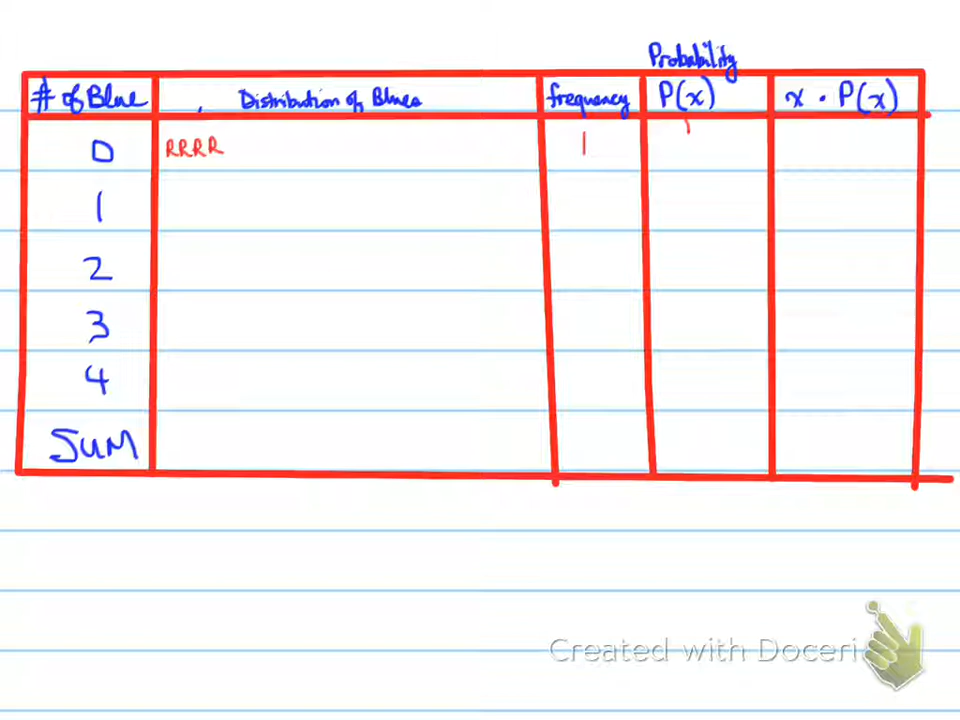 Probability
# of Blue Distribution of Blues frequency P(x) x · P(x)
0 RRRR 1
1
2
3
4
SUM
Created with Doceri